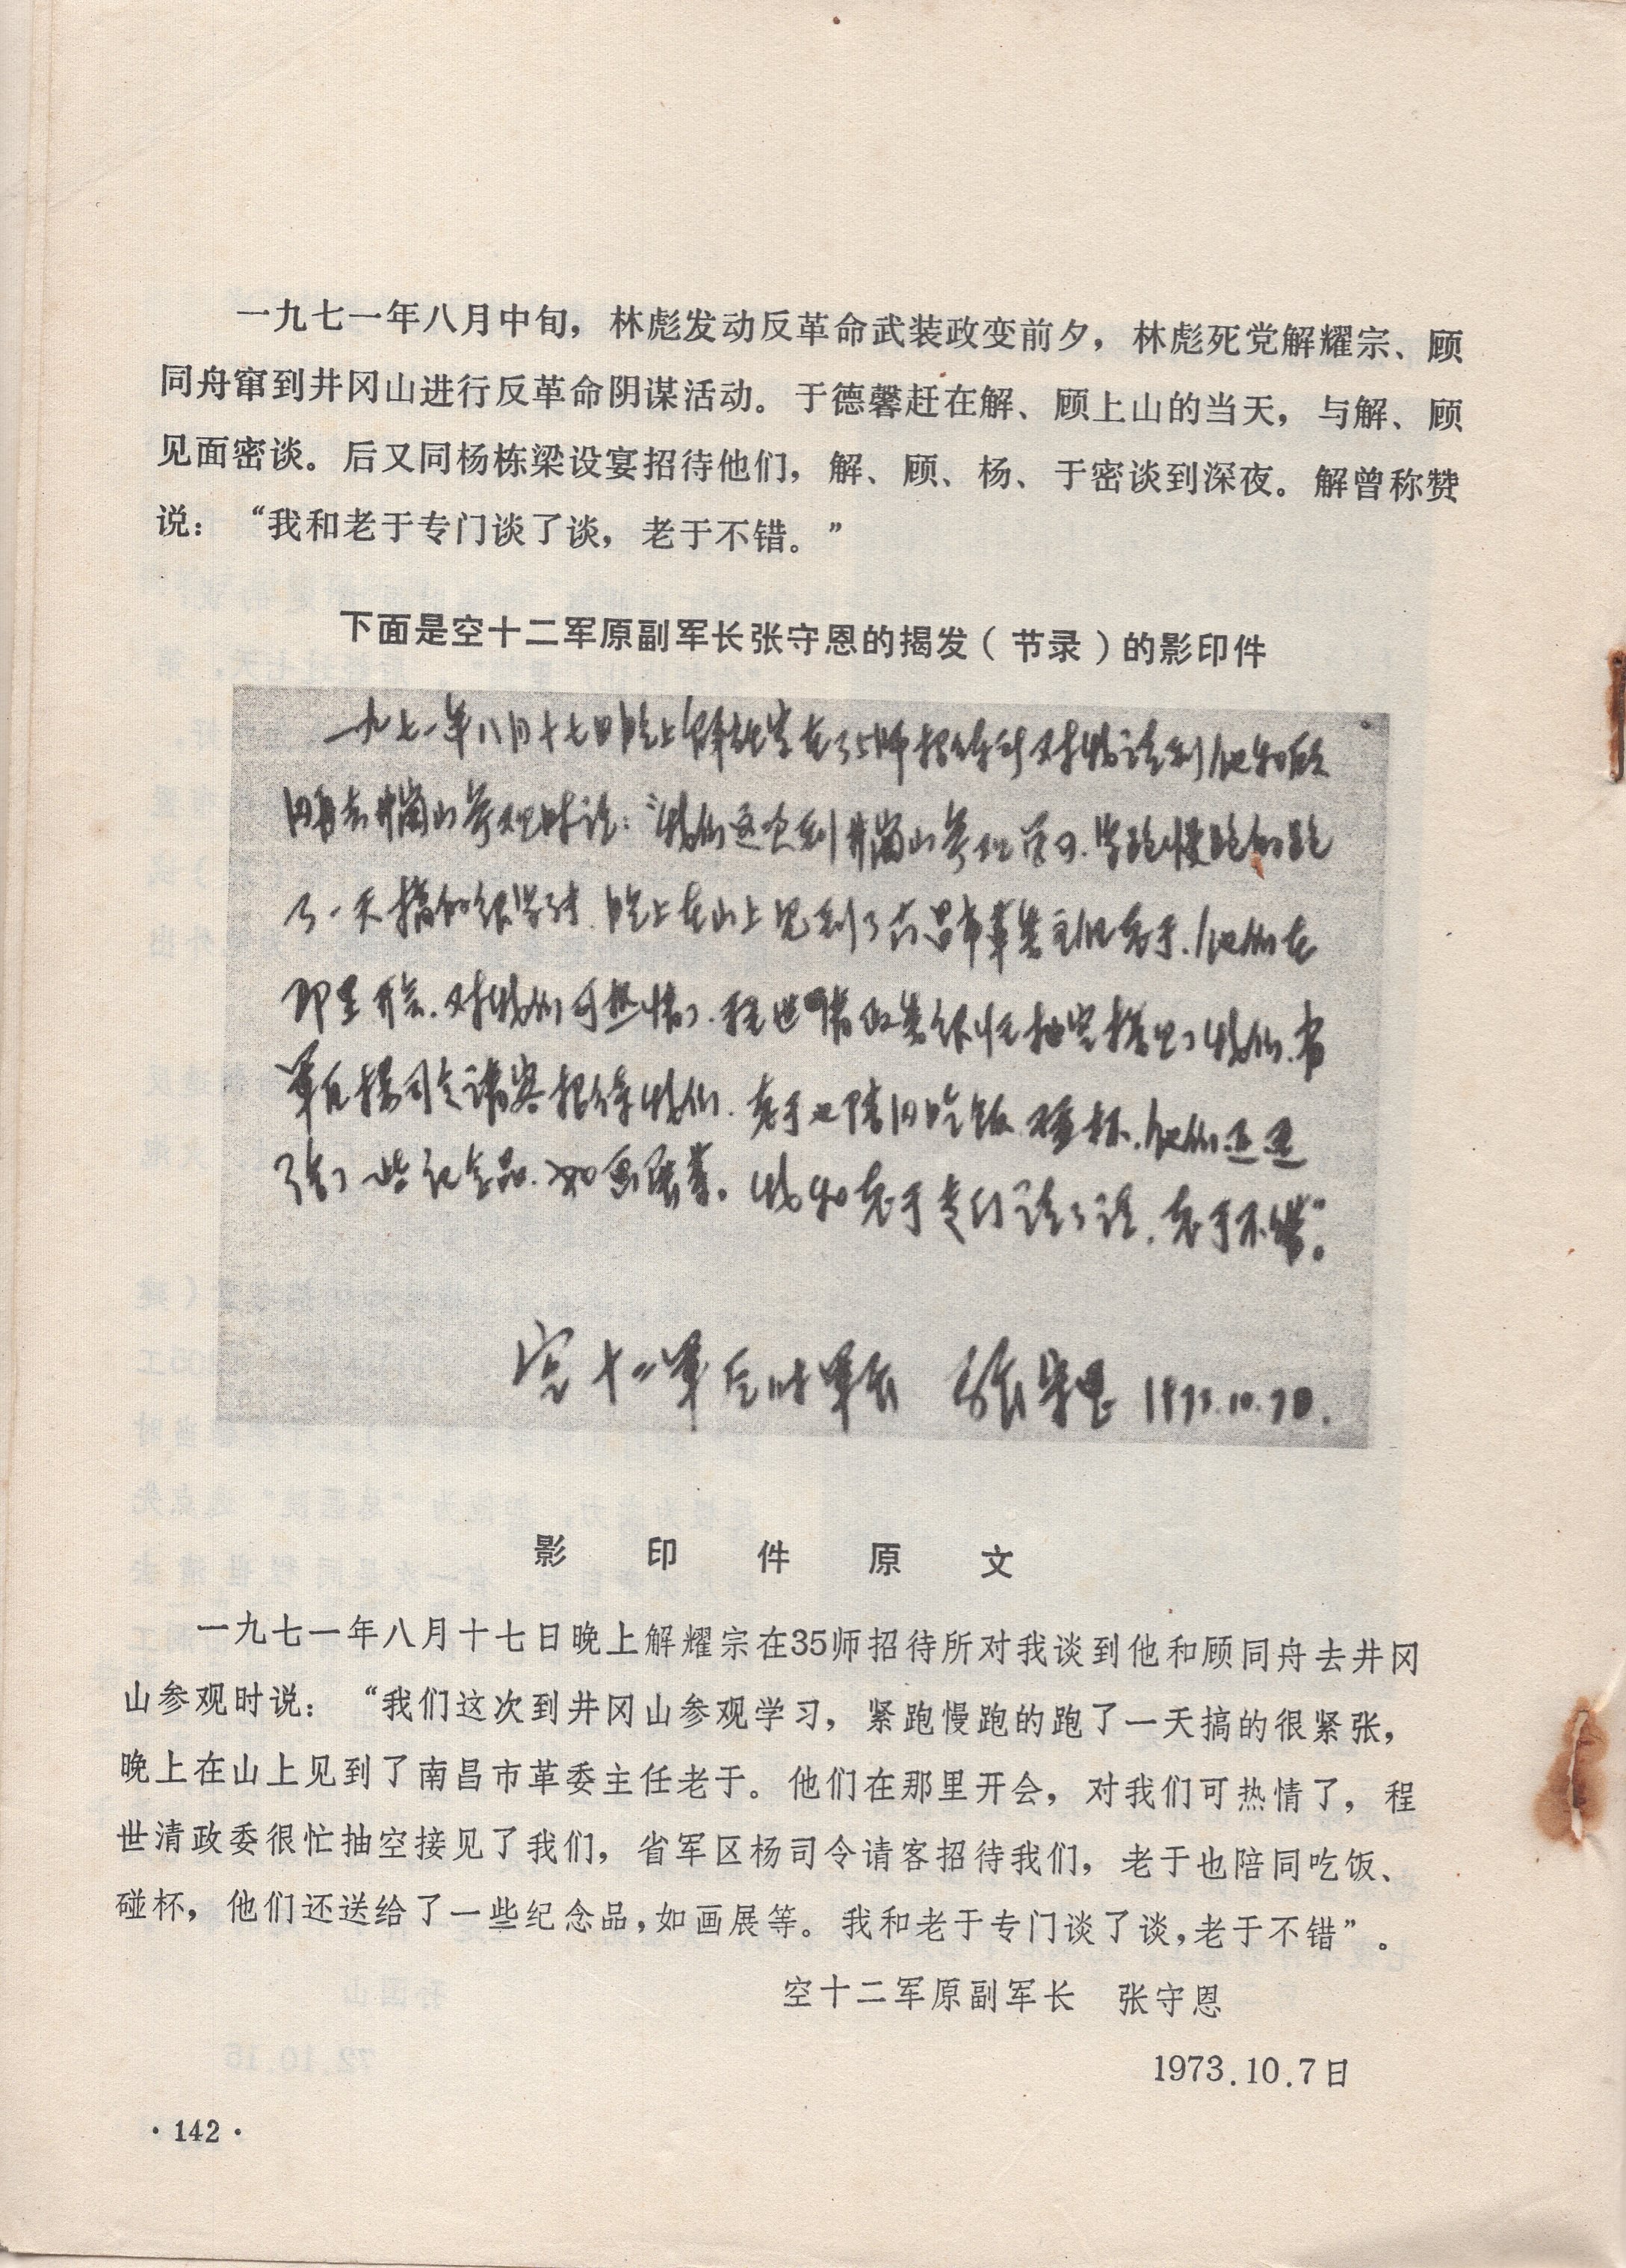 一九七一年八月中旬，林彪发动反革命武装政变前夕，林彪死党解耀宗、顾
同舟窜到井冈山进行反革命阴谋活动。于德馨赶在解、顾上山的当天，与解、顾
见面密谈。后又同杨栋梁设宴招待他们，解、顾、杨、于密谈到深夜。解曾称赞
说：“我和老于专门谈了谈，老于不错。”
下面是空十二军原副军长张守恩的揭发（节录）的影印件
一九七一年八月十七日晚上解耀宗在35师招待所对我谈到他和顾
同舟去井崗山参观时说：“我们这次到井崗山参观学习.紧跑慢跑的跑
了一天搞的很紧张.晚上在山上见到了南昌市革委主任老于.他们在
那里开会.对我们可热情了.程世清政委很忙抽空接见了我们.省
军区杨司令请客招待我们.老于也陪同吃饭.碰杯.他们还送
给了一些纪念品.如画展等。我和老于专门谈了谈.老于不错”。
空十二军原副军长 张守恩 1973.10.7日.
影印件原文
一九七一年八月十七日晚上解耀宗在35师招待所对我谈到他和顾同舟去井冈
山参观时说：“我们这次到井冈山参观学习，紧跑慢跑的跑了一天搞的很紧张，
晚上在山上见到了南昌市革委主任老于。他们在那里开会，对我们可热情了，程
世清政委很忙抽空接见了我们，省军区杨司令请客招待我们，老于也陪同吃饭、
碰杯，他们还送给了一些纪念品，如画展等。我和老于专门谈了谈，老于不错”。
空十二军原副军长 张守恩
1973.10.7日
·142·